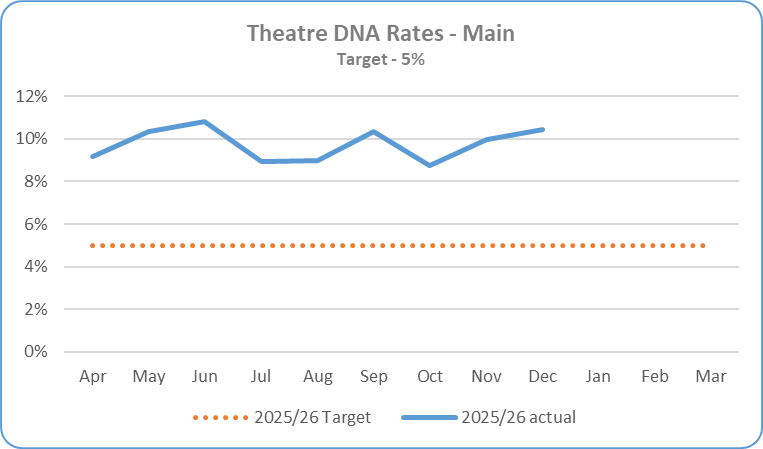 Theatre DNA Rates - Main
Target - 5%
12%
10%
8%
6%
4%
2%
0%
Apr May Jun Jul Aug Sep Oct Nov Dec Jan Feb Mar
2025/26 Target 2025/26 actual